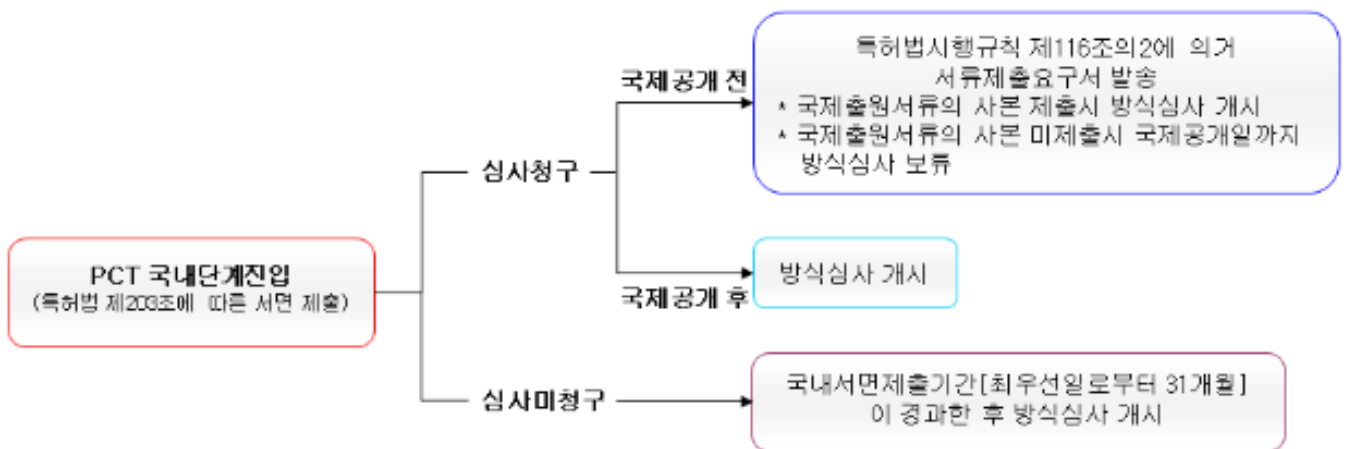 특허법시행규칙 제116조의2에 의거
서류제출요구서 발송
* 국제출원서류의 사본 제출시 방식심사 개시
* 국제출원서류의 사본 미제출시 국제공개일까지
방식심사 보류
국제공개 전
심사청구
PCT 국내단계진입
(특허법 제203조에 따른 서면 제출)
방식심사 개시
국제공개 후
심사미청구
국내서면제출기간[최우선일로부터 31개월]
이 경과한 후 방식심사 개시